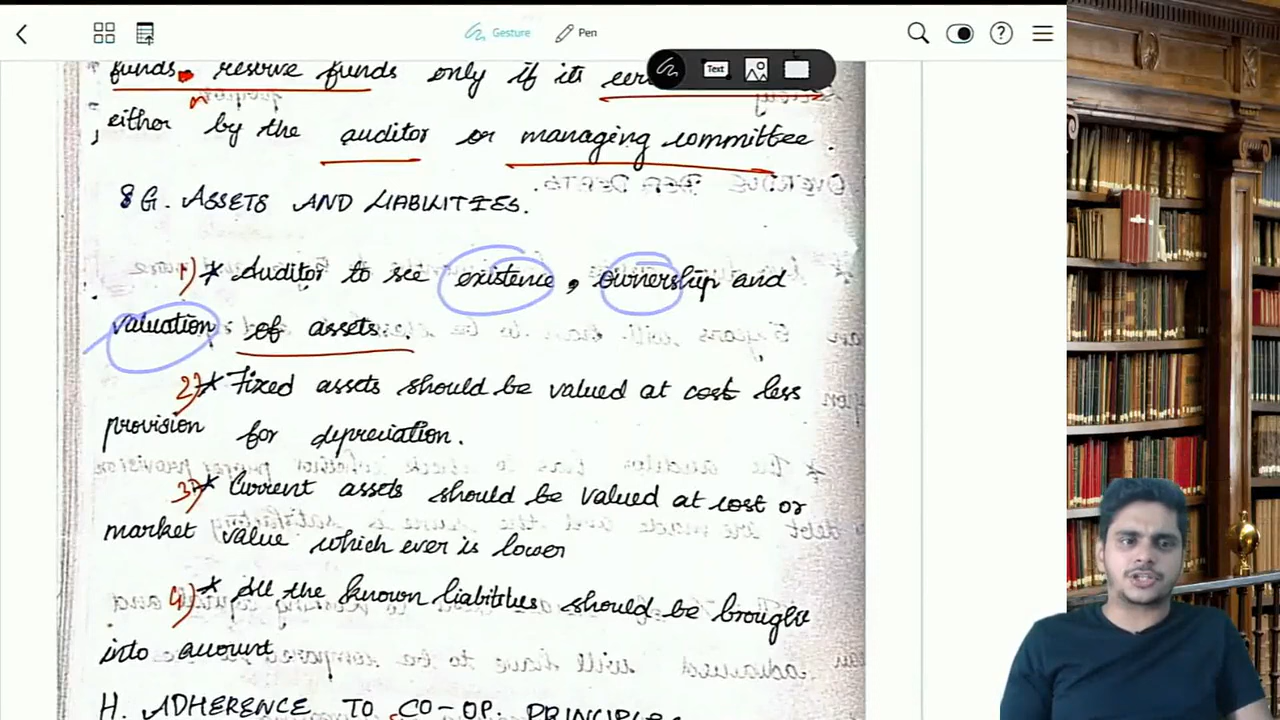 Gesture Pen
Text
funds. reserve funds only if its
either by the auditor or managing committee.
8 G. ASSETS AND LIABILITIES.
1) * Auditor to see existence, ownership and
valuation of assets.
2) * Fixed assets should be valued at cost less
provision for depreciation.
3) * Current assets should be valued at cost or
market value which ever is lower
4) * All the known liabilities should be brought
into account
H. ADHERENCE TO CO-OP. PRINCIPLES